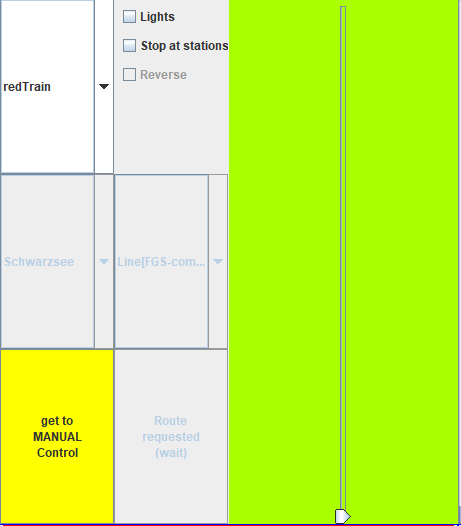 Lights
Stop at stations
redTrain
Reverse
Schwarzsee
Line[FGS-com...
get to
MANUAL
Control
Route
requested
(wait)